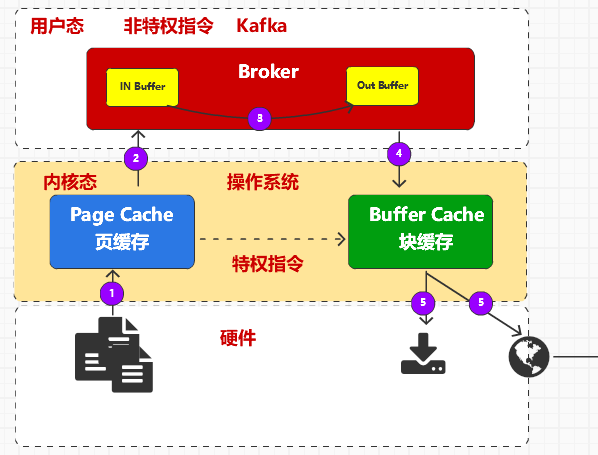 用户态 非特权指令 Kafka
Broker
IN Buffer
Out Buffer
3
2
4
内核态
操作系统
Page Cache
页缓存
Buffer Cache
块缓存
特权指令
1
5
5
硬件